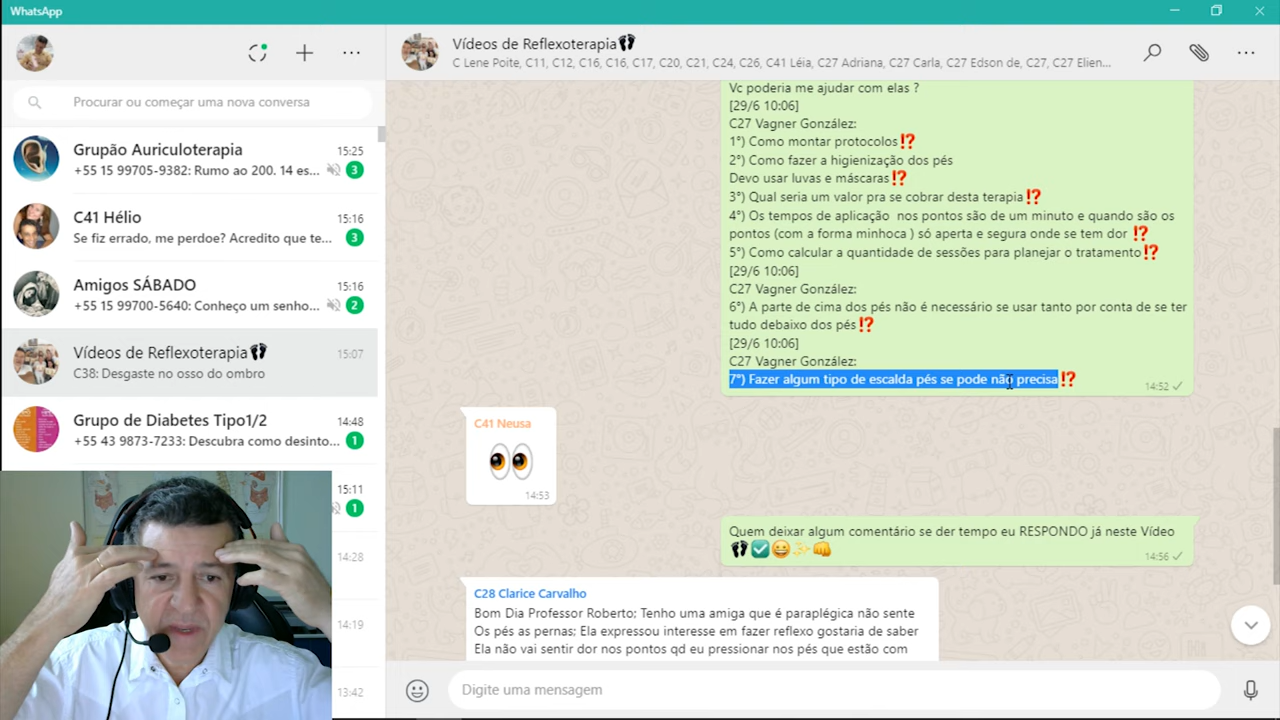 WhatsApp
Procurar ou começar uma nova conversa
Grupão Auriculoterapia
15:25
+55 15 99705-9382: Rumo ao 200. 14 es...
3
C41 Hélio
15:16
Se fiz errado, me perdoe? Acredito que te...
3
Amigos SÁBADO
15:16
+55 15 99700-5640: Conheço um senho...
2
Vídeos de Reflexoterapia👣
15:07
C38: Desgaste no osso do ombro
Grupo de Diabetes Tipo1/2
14:48
+55 43 9873-7233: Descubra como desinto...
1
15:11
1
14:28
14:19
13:42
Vídeos de Reflexoterapia👣
C Lene Poite, C11, C12, C16, C16, C17, C20, C21, C24, C26, C41 Léia, C27 Adriana, C27 Carla, C27 Edson de, C27, C27 Elien...
Vc poderia me ajudar com elas ?
[29/6 10:06]
C27 Vagner González:
1°) Como montar protocolos⁉️
2°) Como fazer a higienização dos pés
Devo usar luvas e máscaras⁉️
3°) Qual seria um valor pra se cobrar desta terapia⁉️
4°) Os tempos de aplicação nos pontos são de um minuto e quando são os
pontos (com a forma minhoca ) só aperta e segura onde se tem dor ⁉️
5°) Como calcular a quantidade de sessões para planejar o tratamento⁉️
[29/6 10:06]
C27 Vagner González:
6°) A parte de cima dos pés não é necessário se usar tanto por conta de se ter
tudo debaixo dos pés⁉️
[29/6 10:06]
C27 Vagner González:
7°) Fazer algum tipo de escalda pés se pode não precisa⁉️
14:52
C41 Neusa
👀
14:53
Quem deixar algum comentário se der tempo eu RESPONDO já neste Vídeo
👣☑️😀✨👊
14:56
C28 Clarice Carvalho
Bom Dia Professor Roberto; Tenho uma amiga que é paraplégica não sente
Os pés as pernas; Ela expressou interesse em fazer reflexo gostaria de saber
Ela não vai sentir dor nos pontos qd eu pressionar nos pés que estão com
Digite uma mensagem